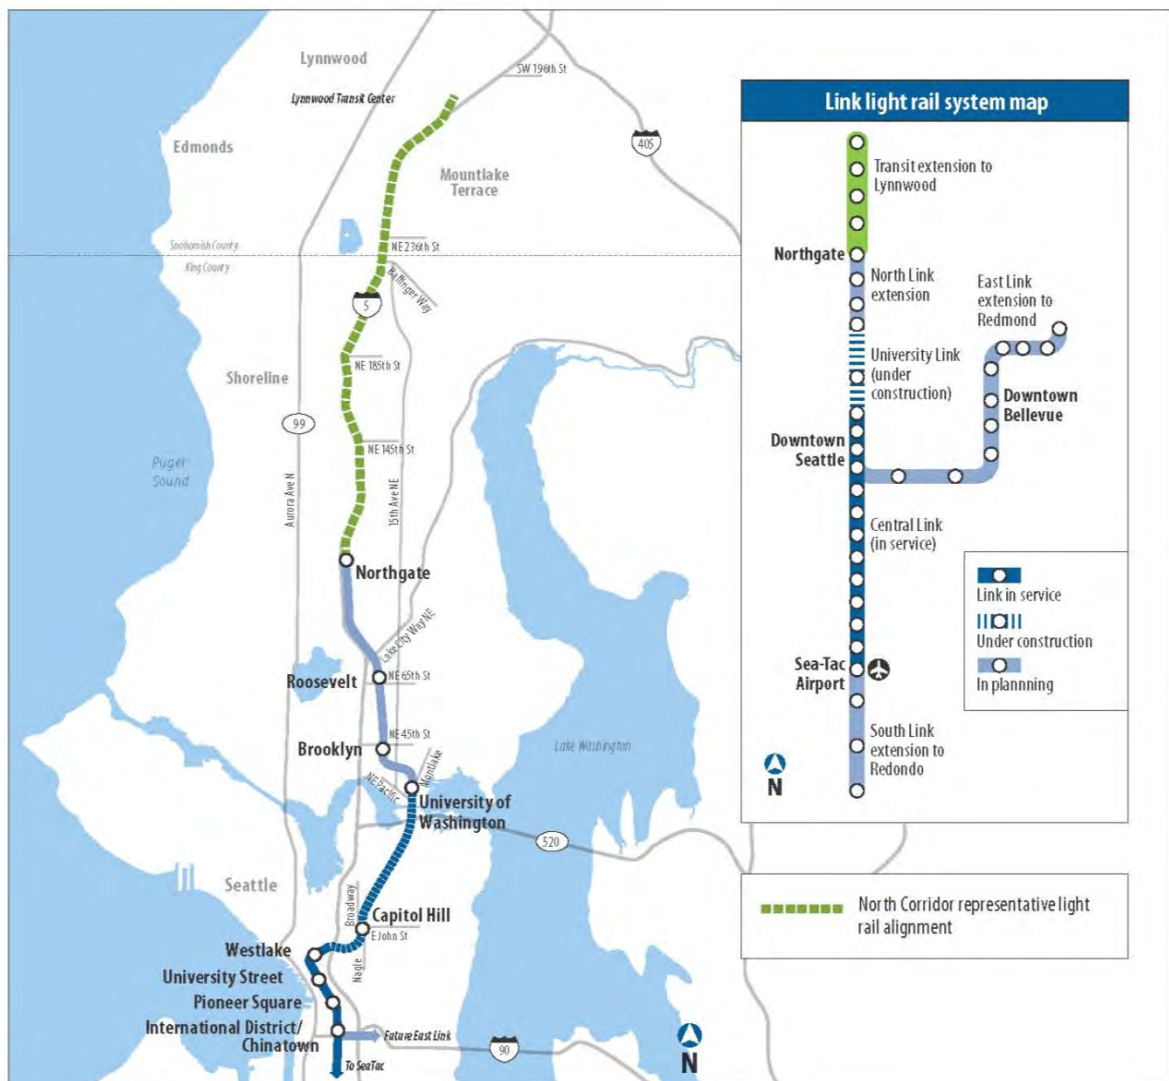 Lynnwood
SW 196th St
Lynnwood Transit Center
405
Edmonds
Mountlake
Terrace
NE 236th St
Snohomish County
King County
Ballinger Way
5
NE 185th St
Shoreline
99
NE 145th St
Puget
Sound
Aurora Ave N
15th Ave NE
Northgate
Lake City Way NE
NE 65th St
Roosevelt
NE 45th St
Brooklyn
Lake Washington
Montlake
NE Pacific
University of
Washington
520
Seattle
Broadway
Capitol Hill
E John St
Westlake
Nagle
University Street
Pioneer Square
International District/
Chinatown
Future East Link
90
N
To SeaTac
Link light rail system map
Transit extension to
Lynnwood
Northgate
North Link
extension
East Link
extension to
Redmond
University Link
(under
construction)
Downtown
Bellevue
Downtown
Seattle
Central Link
(in service)
Link in service
Under construction
In plannning
Sea-Tac
Airport
South Link
extension to
Redondo
N
North Corridor representative light
rail alignment